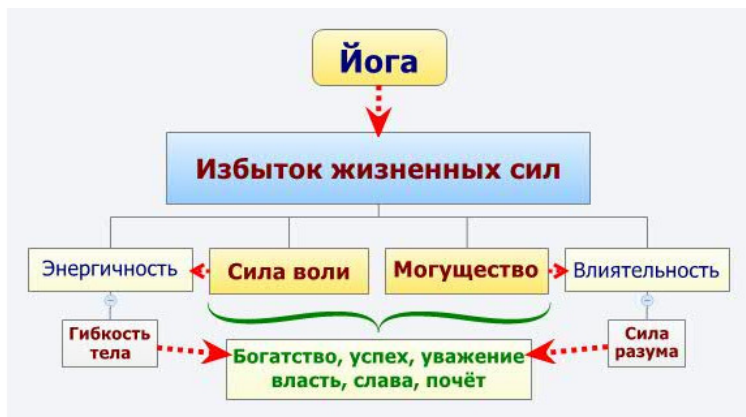 Йога
Избыток жизненных сил
Энергичность
Сила воли
Могущество
Влиятельность
Гибкость
тела
Богатство, успех, уважение
власть, слава, почёт
Сила
разума